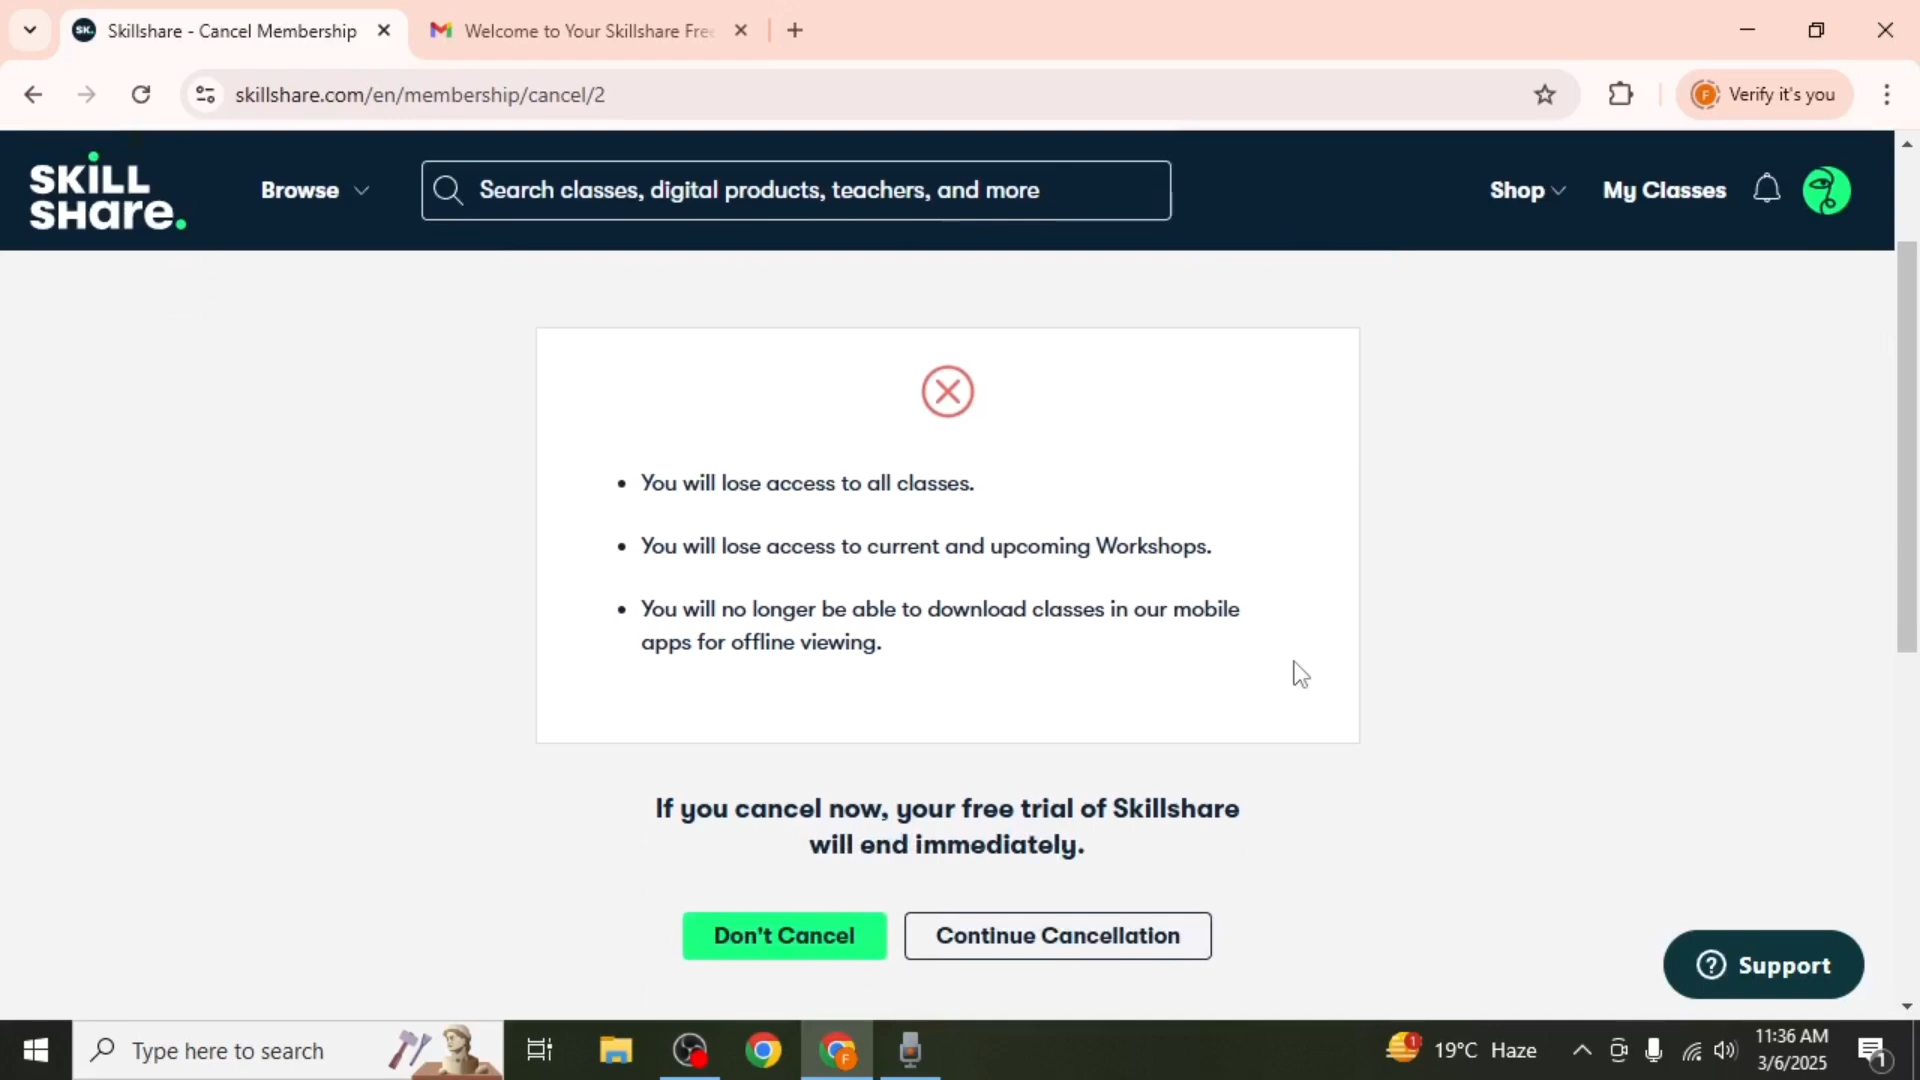 Skillshare - Cancel Membership
Welcome to Your Skillshare Free
skillshare.com/en/membership/cancel/2
Verify it's you
SKILL
SHARE.
Browse
Search classes, digital products, teachers, and more
Shop
My Classes
You will lose access to all classes.
You will lose access to current and upcoming Workshops.
You will no longer be able to download classes in our mobile
apps for offline viewing.
If you cancel now, your free trial of Skillshare
will end immediately.
Don't Cancel
Continue Cancellation
Support
Type here to search
19°C Haze
11:36 AM
3/6/2025